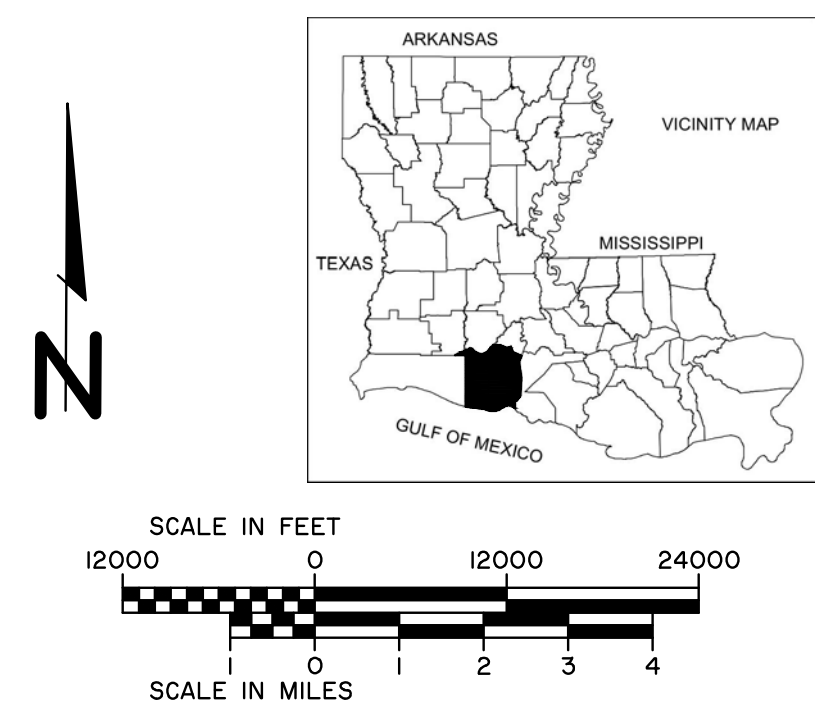 ARKANSAS
VICINITY MAP
MISSISSIPPI
TEXAS
GULF OF MEXICO
N
SCALE IN FEET
12000 0 12000 24000
1 0 1 2 3 4
SCALE IN MILES